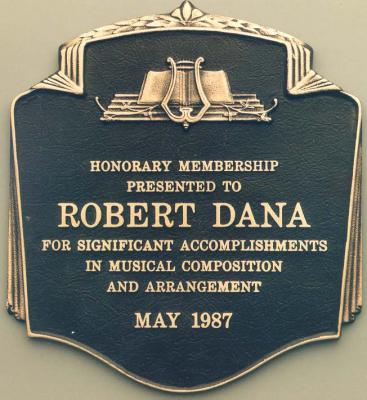 HONORARY MEMBERSHIP
PRESENTED TO
ROBERT DANA
FOR SIGNIFICANT ACCOMPLISHMENTS
IN MUSICAL COMPOSITION
AND ARRANGEMENT
MAY 1987